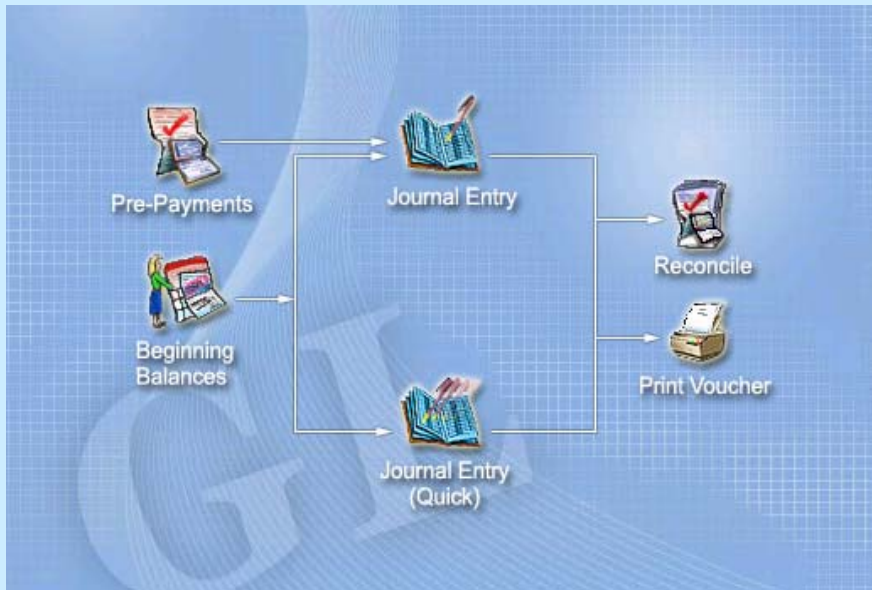 Pre-Payments
Journal Entry
Reconcile
Beginning
Balances
Print Voucher
Journal Entry
(Quick)
GL